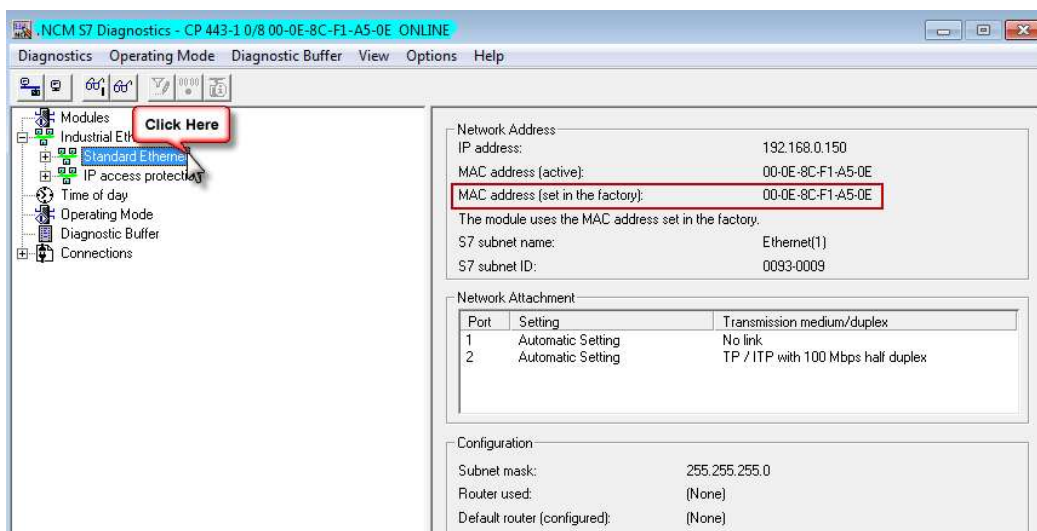 .NCM S7 Diagnostics - CP 443-1 0/8 00-0E-8C-F1-A5-0E ONLINE
Diagnostics Operating Mode Diagnostic Buffer View Options Help
Modules
Click Here
Industrial Eth
Standard Ethernet
IP access protection
Time of day
Operating Mode
Diagnostic Buffer
Connections
Network Address
IP address: 192.168.0.150
MAC address (active): 00-0E-8C-F1-A5-0E
MAC address (set in the factory): 00-0E-8C-F1-A5-0E
The module uses the MAC address set in the factory.
S7 subnet name: Ethernet(1)
S7 subnet ID: 0093-0009
Network Attachment
Port Setting Transmission medium/duplex
1 Automatic Setting No link
2 Automatic Setting TP / ITP with 100 Mbps half duplex
Configuration
Subnet mask: 255.255.255.0
Router used: (None)
Default router (configured): (None)